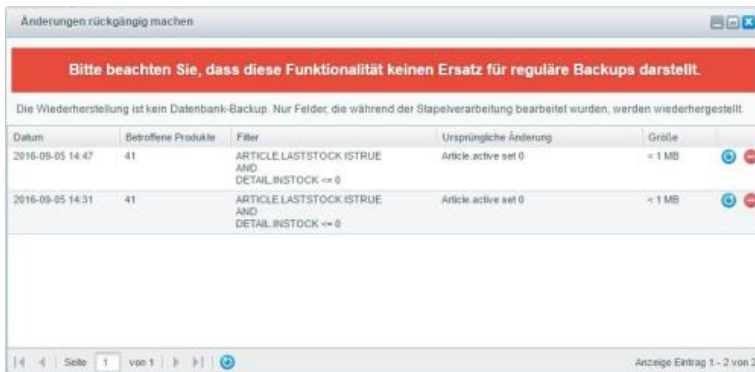 Änderungen rückgängig machen
Bitte beachten Sie, dass diese Funktionalität keinen Ersatz für reguläre Backups darstellt.
Die Wiederherstellung ist kein Datenbank-Backup. Nur Felder, die während der Stapelverarbeitung bearbeitet wurden, werden wiederhergestellt.
Datum Betroffene Produkte Filter Ursprüngliche Änderung Größe
2016-09-05 14:47 41 ARTICLE.LASTSTOCK ISTRUE Article.active set 0 < 1 MB
AND
DETAIL.INSTOCK <= 0
2016-09-05 14:31 41 ARTICLE.LASTSTOCK ISTRUE Article.active set 0 < 1 MB
AND
DETAIL.INSTOCK <= 0
Seite 1 von 1 Anzeige Eintrag 1 - 2 von 2